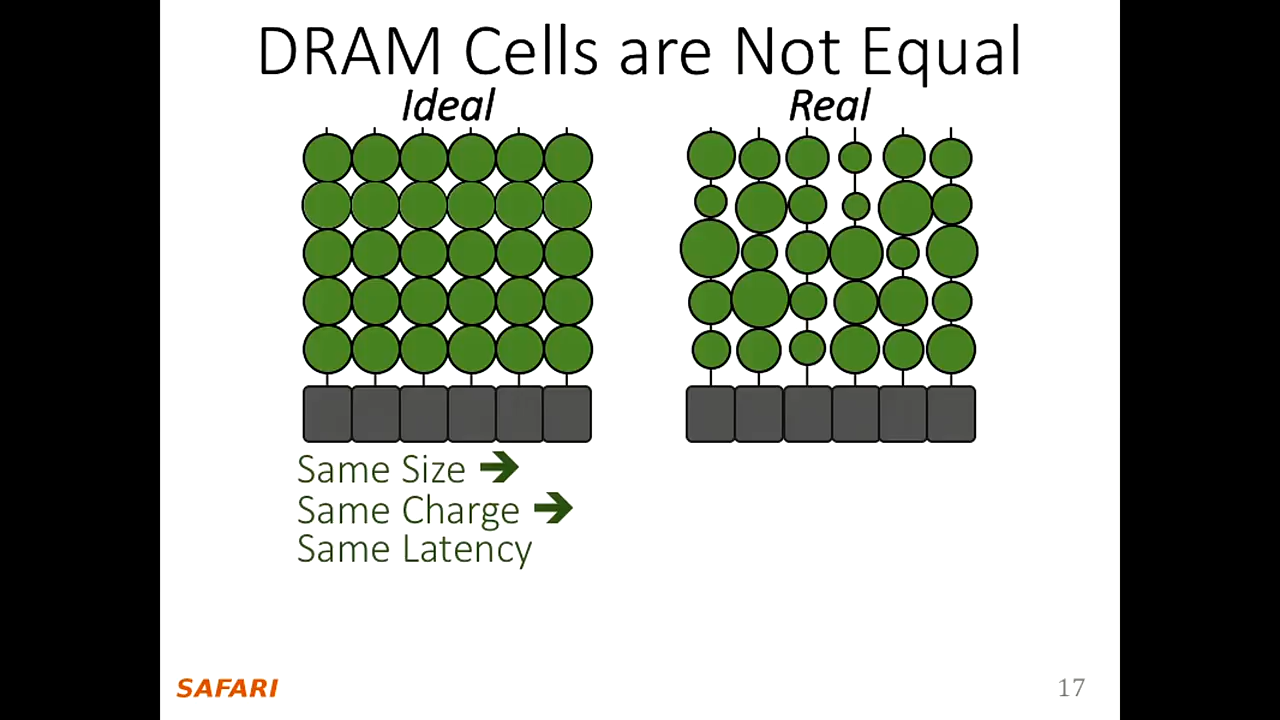 DRAM Cells are Not Equal
Ideal
Real
Same Size ➔
Same Charge ➔
Same Latency
SAFARI
17